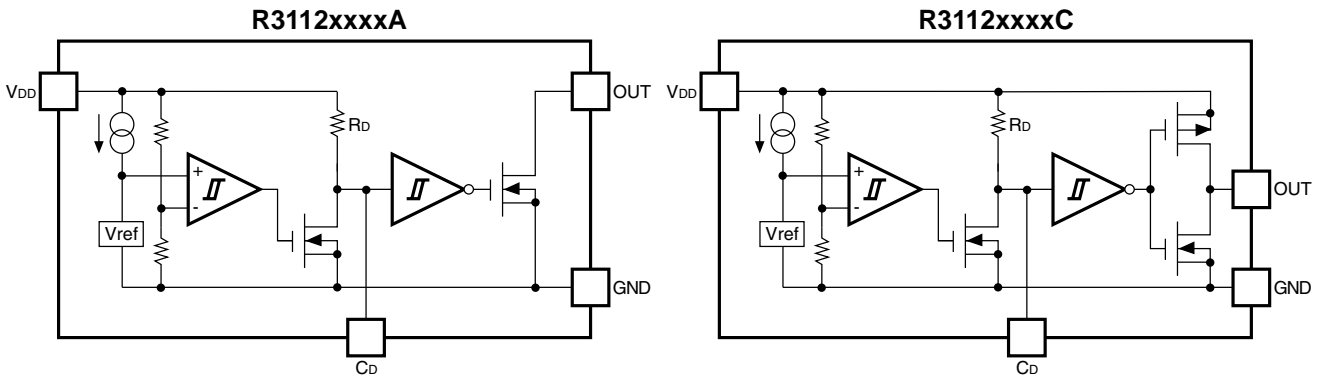 R3112xxxxA
VDD
OUT
RD
+
-
Vref
GND
CD
R3112xxxxC
VDD
RD
+
-
OUT
Vref
GND
CD